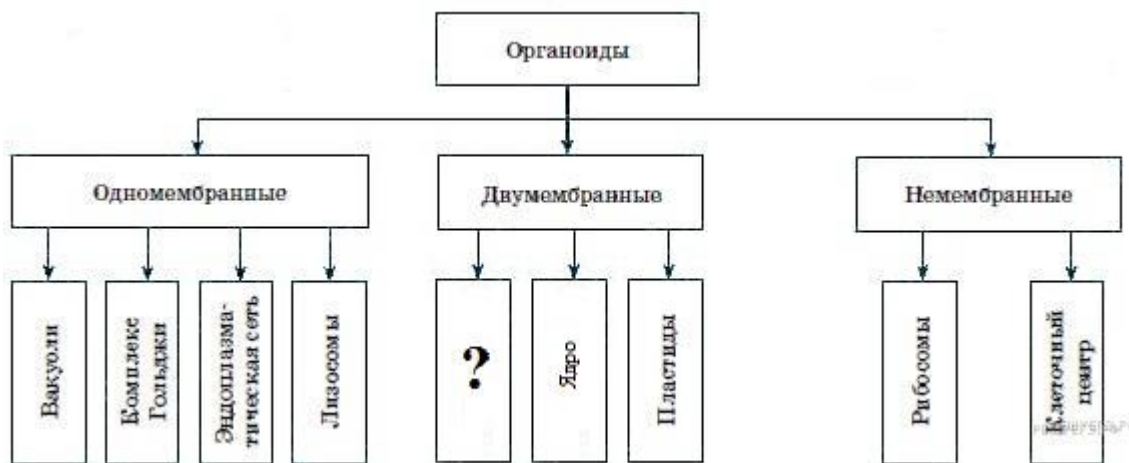 Органоиды
Одномембранные
Двумембранные
Немембранные
Вакуоли
Комплекс
Гольджи
Эндоплазма-
тическая сеть
Лизосомы
?
Ядро
Пластиды
Рибосомы
Клеточный
центр